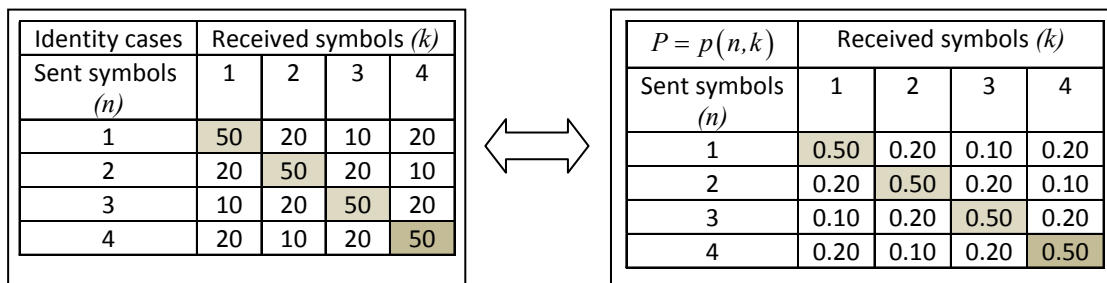 Identity cases Received symbols (k)
Sent symbols (n) 1 2 3 4
1 50 20 10 20
2 20 50 20 10
3 10 20 50 20
4 20 10 20 50
P = p(n,k) Received symbols (k)
Sent symbols (n) 1 2 3 4
1 0.50 0.20 0.10 0.20
2 0.20 0.50 0.20 0.10
3 0.10 0.20 0.50 0.20
4 0.20 0.10 0.20 0.50